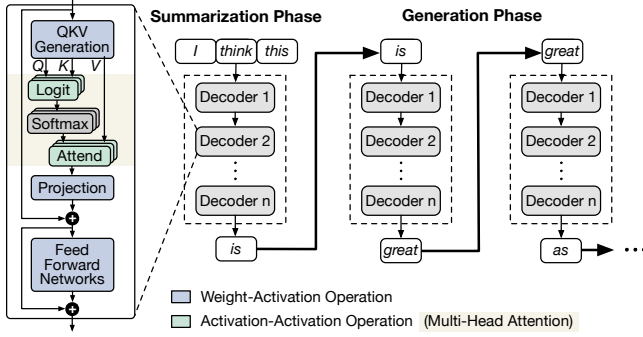 Summarization Phase
Generation Phase
QKV
Generation
Q K V
Logit
Softmax
Attend
Projection
+
Feed
Forward
Networks
+
I think this
Decoder 1
Decoder 2
⋮
Decoder n
is
is
Decoder 1
Decoder 2
⋮
Decoder n
great
great
Decoder 1
Decoder 2
⋮
Decoder n
as
...
Weight-Activation Operation
Activation-Activation Operation (Multi-Head Attention)